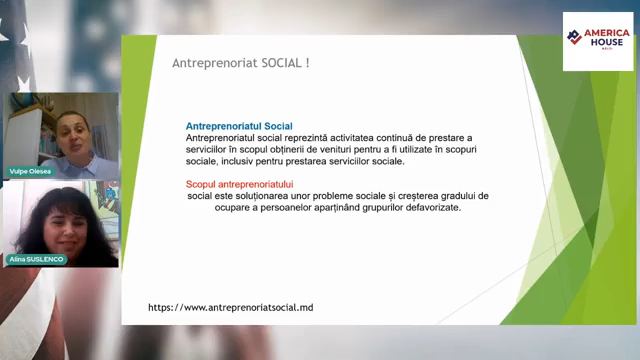 AMERICA
HOUSE
BĂLȚI
Antreprenoriat SOCIAL !
Antreprenoriatul Social
Antreprenoriatul social reprezintă activitatea continuă de prestare a
serviciilor în scopul obținerii de venituri pentru a fi utilizate în scopuri
sociale, inclusiv pentru prestarea serviciilor sociale.
Scopul antreprenoriatului
social este soluționarea unor probleme sociale și creșterea gradului de
ocupare a persoanelor aparținând grupurilor defavorizate.
https://www.antreprenoriatsocial.md
Vulpe Olesea
Alina SUSLENCO